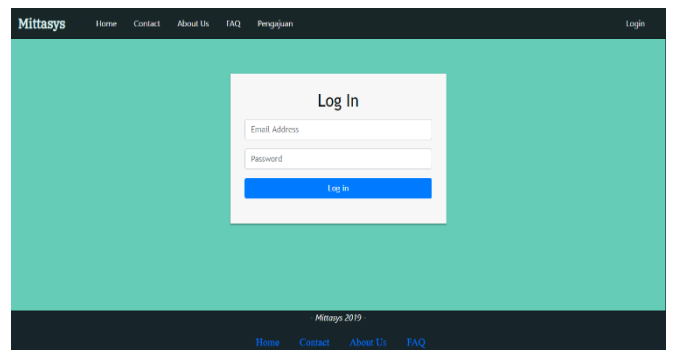 Mittasys Home Contact About Us FAQ Pengajuan Login
Log In
Email Address
Password
Log in
- Mittasys 2019 -
Home Contact About Us FAQ